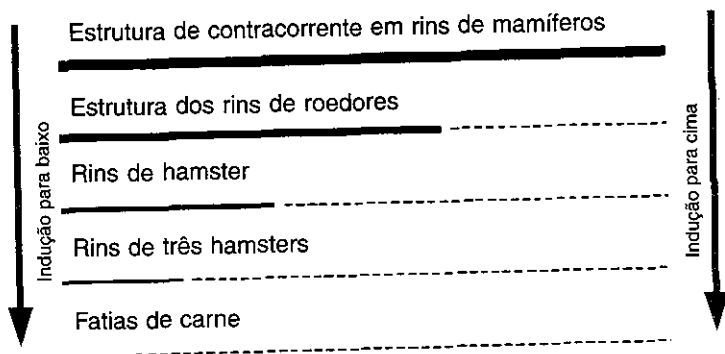 Estrutura de contracorrente em rins de mamíferos
Estrutura dos rins de roedores
Rins de hamster
Rins de três hamsters
Fatias de carne
Indução para baixo
Indução para cima